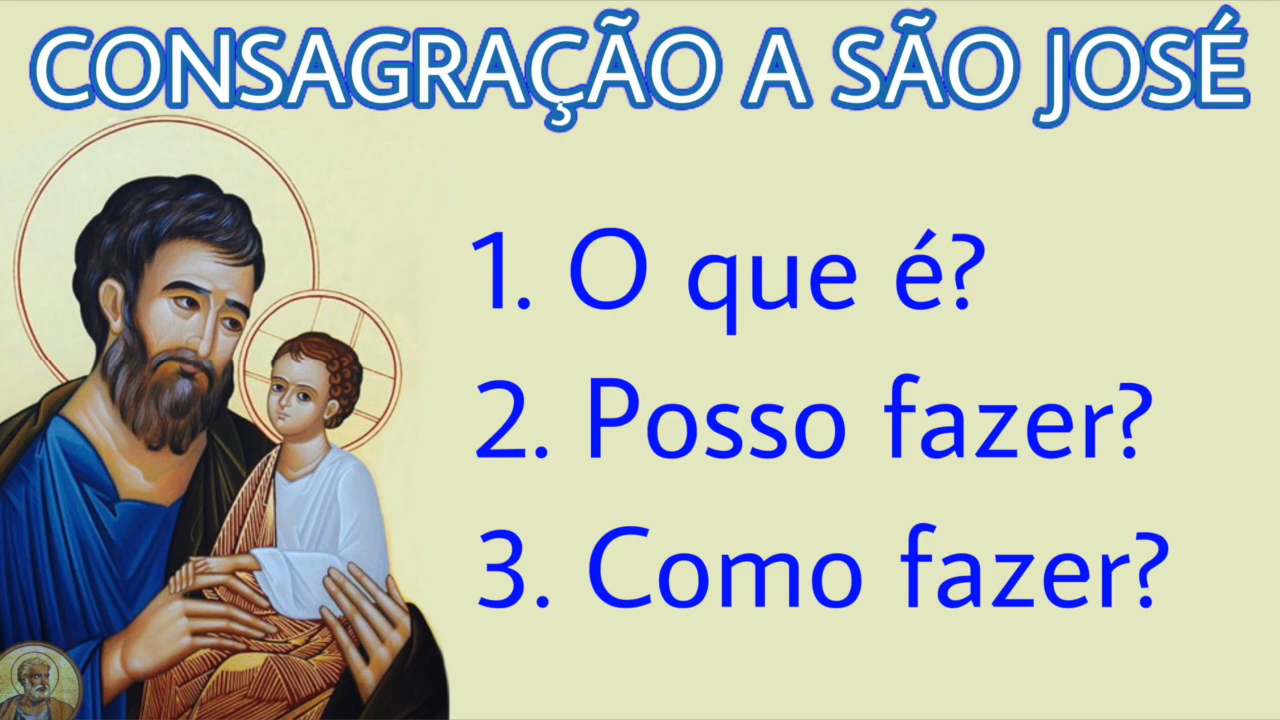 CONSAGRAÇÃO A SÃO JOSÉ
1. O que é?
2. Posso fazer?
3. Como fazer?